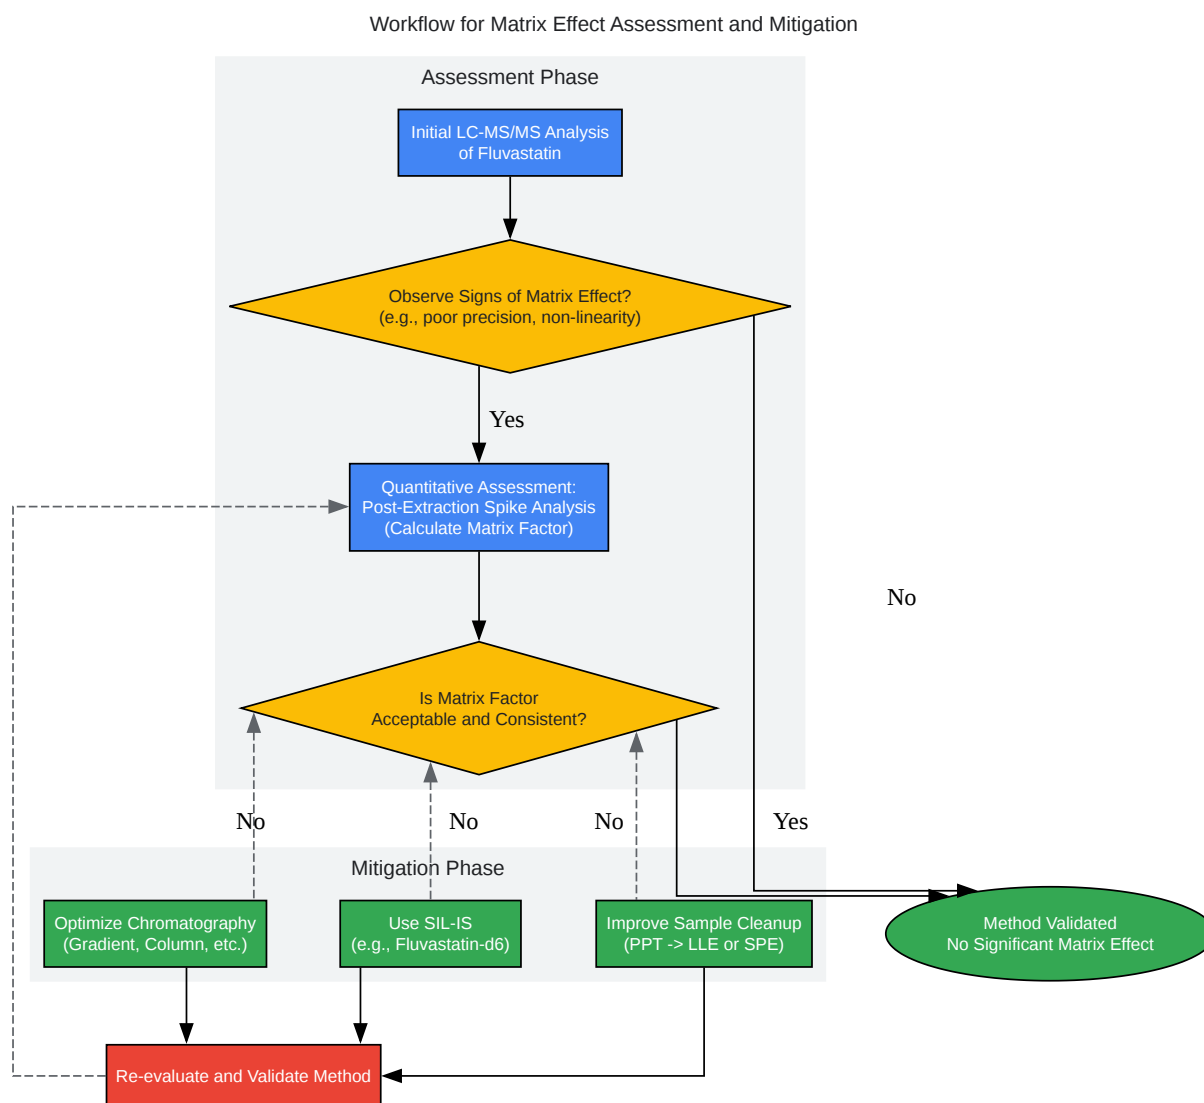 Workflow for Matrix Effect Assessment and Mitigation
Assessment Phase
Initial LC-MS/MS Analysis
of Fluvastatin
Observe Signs of Matrix Effect?
(e.g., poor precision, non-linearity)
Yes
Quantitative Assessment:
Post-Extraction Spike Analysis
(Calculate Matrix Factor)
No
Is Matrix Factor
Acceptable and Consistent?
No
No
No
Yes
Mitigation Phase
Optimize Chromatography
(Gradient, Column, etc.)
Use SIL-IS
(e.g., Fluvastatin-d6)
Improve Sample Cleanup
(PPT -> LLE or SPE)
Method Validated
No Significant Matrix Effect
Re-evaluate and Validate Method